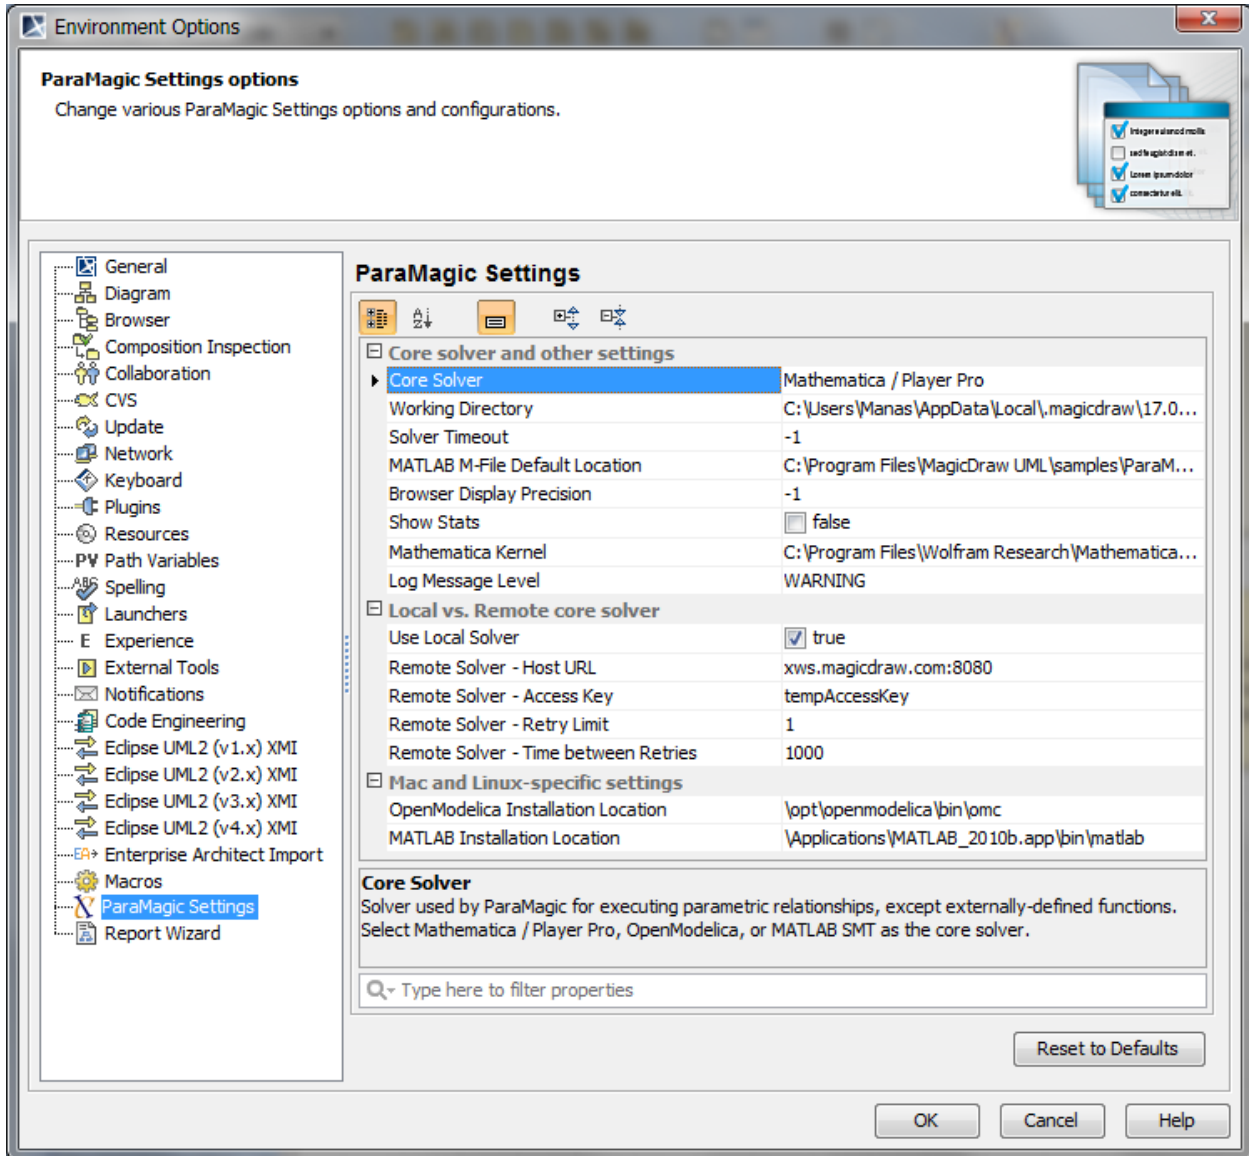 Environment Options
ParaMagic Settings options
Change various ParaMagic Settings options and configurations.
Lorem ipsum dolor
consectetur elit.
General
Diagram
Browser
Composition Inspection
Collaboration
CVS
Update
Network
Keyboard
Plugins
Resources
Path Variables
Spelling
Launchers
E Experience
External Tools
Notifications
Code Engineering
Eclipse UML2 (v1.x) XMI
Eclipse UML2 (v2.x) XMI
Eclipse UML2 (v3.x) XMI
Eclipse UML2 (v4.x) XMI
EA Enterprise Architect Import
Macros
ParaMagic Settings
Report Wizard
ParaMagic Settings
Core solver and other settings
Core Solver Mathematica / Player Pro
Working Directory C:\Users\Manas\AppData\Local\.magicdraw\17.0...
Solver Timeout -1
MATLAB M-File Default Location C:\Program Files\MagicDraw UML\samples\ParaM...
Browser Display Precision -1
Show Stats false
Mathematica Kernel C:\Program Files\Wolfram Research\Mathematica...
Log Message Level WARNING
Local vs. Remote core solver
Use Local Solver true
Remote Solver - Host URL xws.magicdraw.com:8080
Remote Solver - Access Key tempAccessKey
Remote Solver - Retry Limit 1
Remote Solver - Time between Retries 1000
Mac and Linux-specific settings
OpenModelica Installation Location \opt\openmodelica\bin\omc
MATLAB Installation Location \Applications\MATLAB_2010b.app\bin\matlab
Core Solver
Solver used by ParaMagic for executing parametric relationships, except externally-defined functions.
Select Mathematica / Player Pro, OpenModelica, or MATLAB SMT as the core solver.
Type here to filter properties
Reset to Defaults
OK Cancel Help